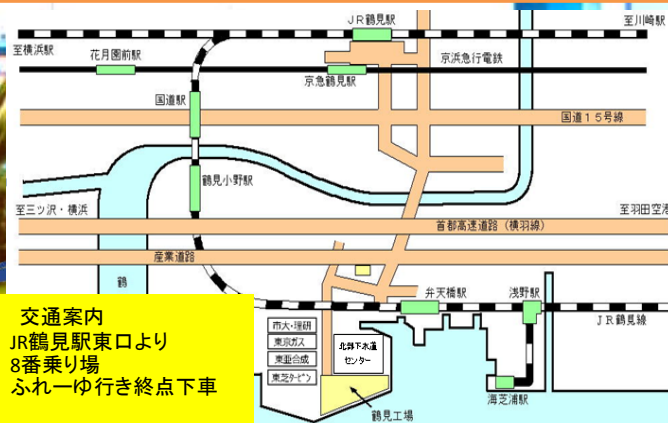 JR鶴見駅
至川崎駅
至横浜駅
花月園前駅
京急鶴見駅
京浜急行電鉄
国道駅
国道15号線
鶴見小野駅
至三ツ沢・横浜
至羽田空港
首都高速道路(横羽線)
産業道路
鶴
弁天橋駅
浅野駅
JR鶴見線
市大・理研
東京ガス
東亜合成
東芝タービン
北部下水道
センター
海芝浦駅
鶴見工場
交通案内
JR鶴見駅東口より
8番乗り場
ふれーゆ行き終点下車